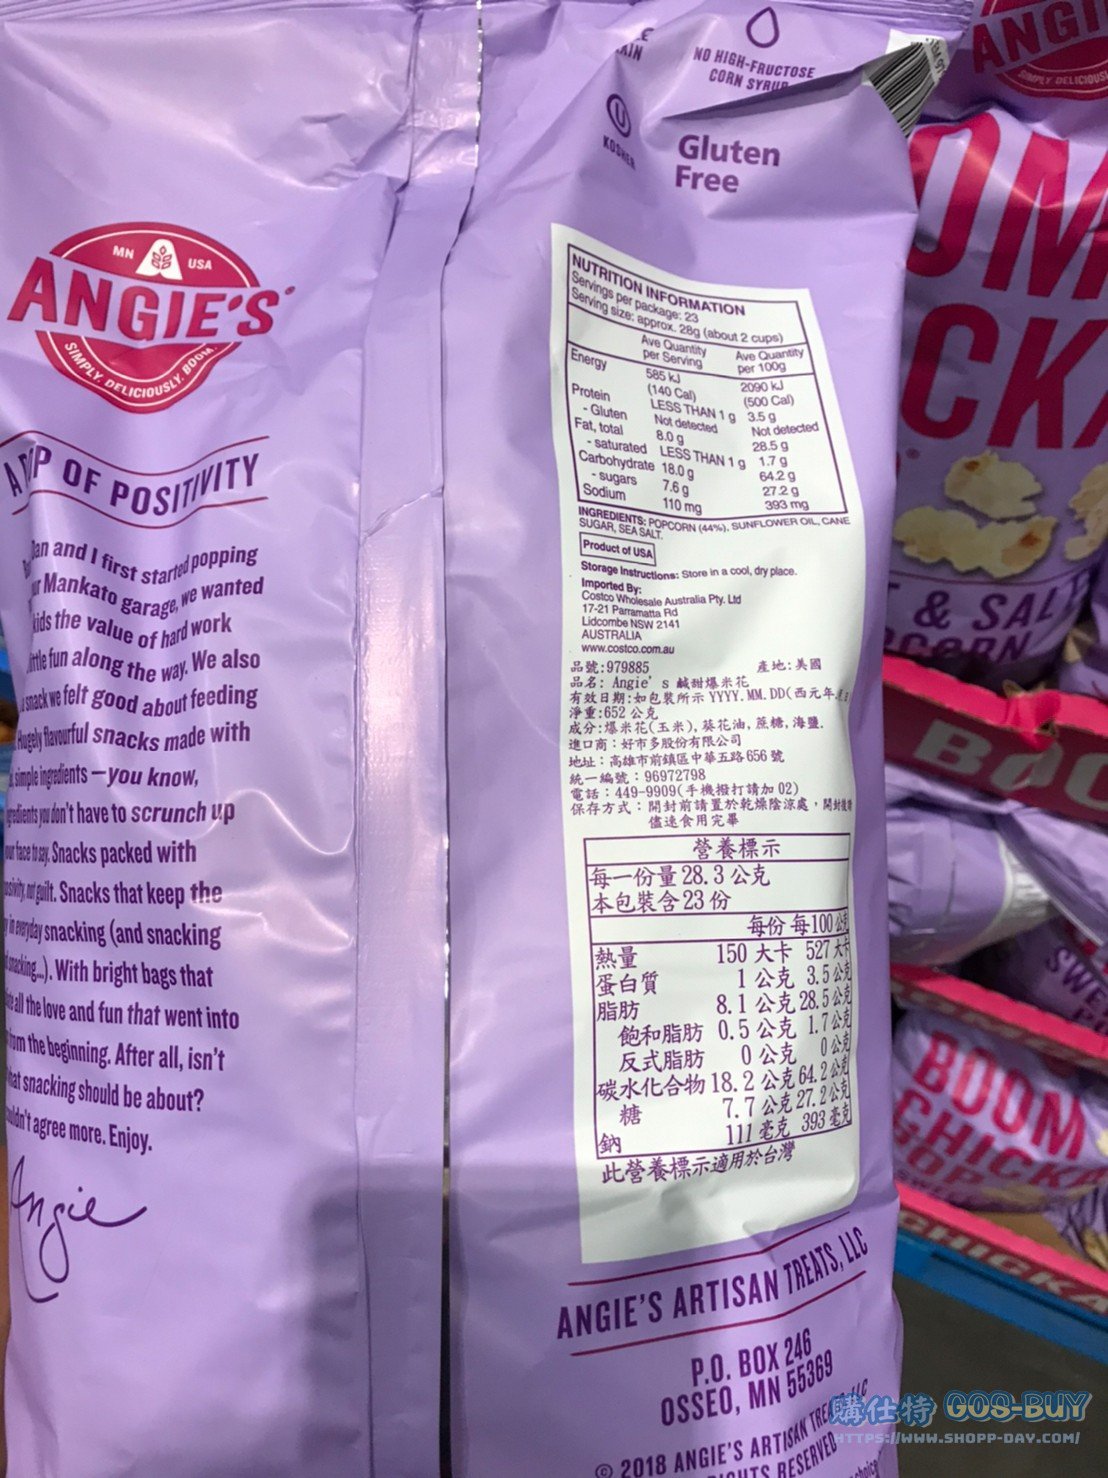 NO HIGH-FRUCTOSE
CORN SYRUP
U
KOSHER
Gluten
Free
MN USA
ANGIE'S
SIMPLY. DELICIOUSLY. BOOM.
OF POSITIVITY
Dan and I first started popping
Mankato garage, we wanted
kids the value of hard work
little fun along the way. We also
snack we felt good about feeding
Hugely flavourful snacks made with
simple ingredients — you know,
you don't have to scrunch up
face to say. Snacks packed with
not guilt. Snacks that keep the
in everyday snacking (and snacking
snacking...). With bright bags that
all the love and fun that went into
from the beginning. After all, isn't
snacking should be about?
agree more. Enjoy.
Angie
NUTRITION INFORMATION
Servings per package: 23
Serving size: approx. 28g (about 2 cups)
Ave Quantity per Serving Ave Quantity per 100g
Energy 585 kJ 2090 kJ
(140 Cal) (500 Cal)
Protein LESS THAN 1 g 3.5 g
- Gluten Not detected Not detected
Fat, total 8.0 g 28.5 g
- saturated LESS THAN 1 g 1.7 g
Carbohydrate 18.0 g 64.2 g
- sugars 7.6 g 27.2 g
Sodium 110 mg 393 mg
INGREDIENTS: POPCORN (44%), SUNFLOWER OIL, CANE
SUGAR, SEA SALT.
Product of USA
Storage Instructions: Store in a cool, dry place.
Imported By:
Costco Wholesale Australia Pty. Ltd
17-21 Parramatta Rd
Lidcombe NSW 2141
AUSTRALIA
www.costco.com.au
品號:979885 產地:美國
品名: Angie's 鹹甜爆米花
有效日期:如包裝所示 YYYY.MM.DD(西元年.月.日
淨重:652 公克
成分:爆米花(玉米),葵花油,蔗糖,海鹽.
進口商:好市多股份有限公司
地址:高雄市前鎮區中華五路656號
統一編號:96972798
電話:449-9909(手機撥打請加 02)
保存方式:開封前請置於乾燥陰涼處,開封後請
儘速食用完畢
營養標示
每一份量 28.3 公克
本包裝含 23 份
每份 每100公克
熱量 150 大卡 527 大卡
蛋白質 1 公克 3.5 公克
脂肪 8.1 公克 28.5 公克
飽和脂肪 0.5 公克 1.7 公克
反式脂肪 0 公克 0 公克
碳水化合物 18.2 公克 64.2 公克
糖 7.7 公克 27.2 公克
鈉 111 毫克 393 毫克
此營養標示適用於台灣
ANGIE'S ARTISAN TREATS, LLC
P.O. BOX 246
OSSEO, MN 55369
© 2018 ANGIE'S ARTISAN TREATS, LLC
RIGHTS RESERVED
ANGI
SIMPLY DELICIOUS
OM
CK
& SAL
BOOM
CHICKA
POP
CHICKA
購仕特 GOS-BUY
HTTPS://WWW.SHOPP-DAY.COM/